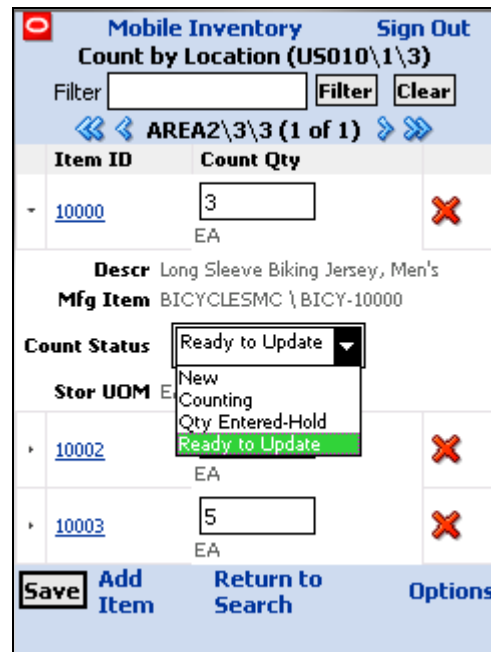 Mobile Inventory Sign Out
Count by Location (US010\1\3)
Filter Filter Clear
AREA2\3\3 (1 of 1)
Item ID Count Qty
10000 3
EA
Descr Long Sleeve Biking Jersey, Men's
Mfg Item BICYCLESMC \ BICY-10000
Count Status Ready to Update
Stor UOM
New
Counting
Qty Entered-Hold
Ready to Update
10002
EA
10003 5
EA
Save Add Item Return to Search Options